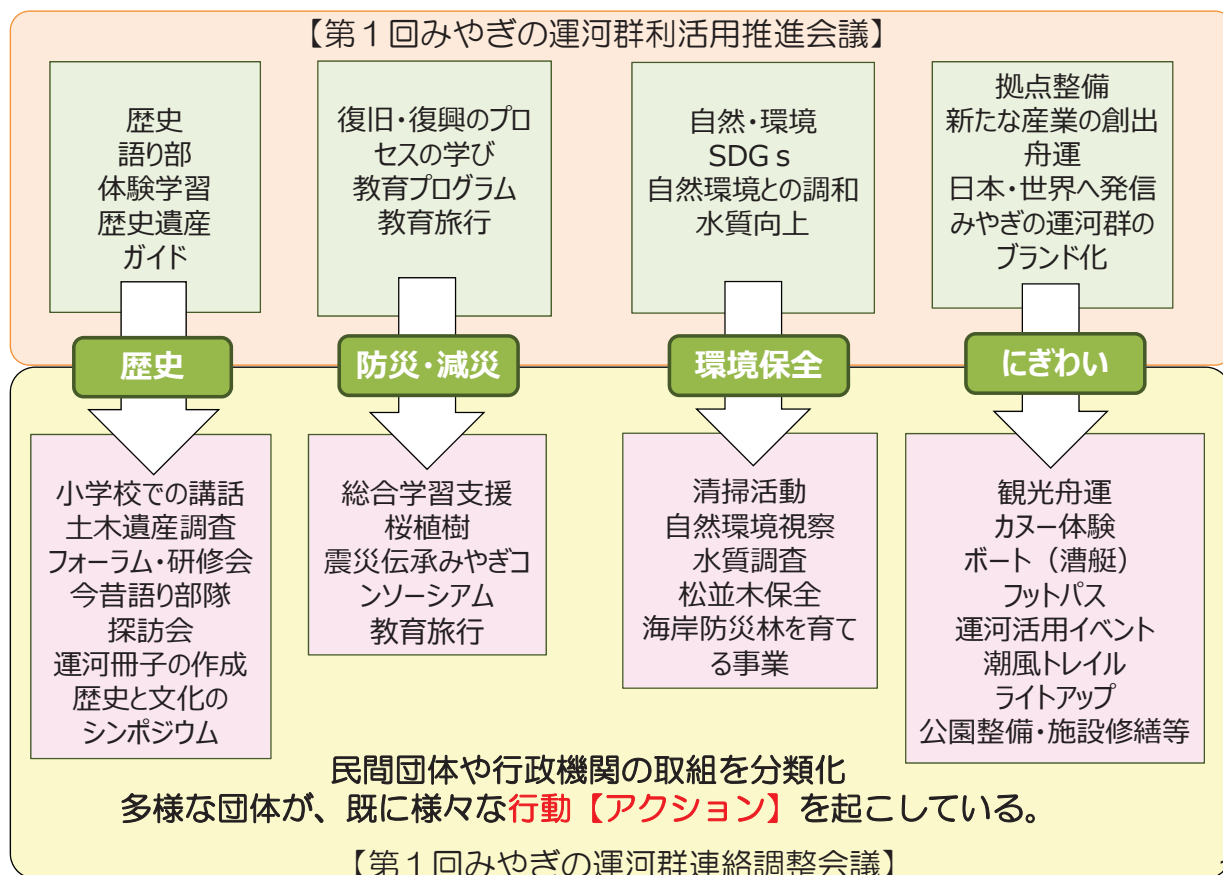 【第１回みやぎの運河群利活用推進会議】
歴史
語り部
体験学習
歴史遺産
ガイド
復旧・復興のプロ
セスの学び
教育プログラム
教育旅行
自然・環境
SDGｓ
自然環境との調和
水質向上
拠点整備
新たな産業の創出
舟運
日本・世界へ発信
みやぎの運河群の
ブランド化
歴史
防災・減災
環境保全
にぎわい
小学校での講話
土木遺産調査
フォーラム・研修会
今昔語り部隊
探訪会
運河冊子の作成
歴史と文化の
シンポジウム
総合学習支援
桜植樹
震災伝承みやぎコ
ンソーシアム
教育旅行
清掃活動
自然環境視察
水質調査
松並木保全
海岸防災林を育て
る事業
観光舟運
カヌー体験
ボート（漕艇）
フットパス
運河活用イベント
潮風トレイル
ライトアップ
公園整備・施設修繕等
民間団体や行政機関の取組を分類化
多様な団体が、既に様々な行動【アクション】を起こしている。
【第１回みやぎの運河群連絡調整会議】